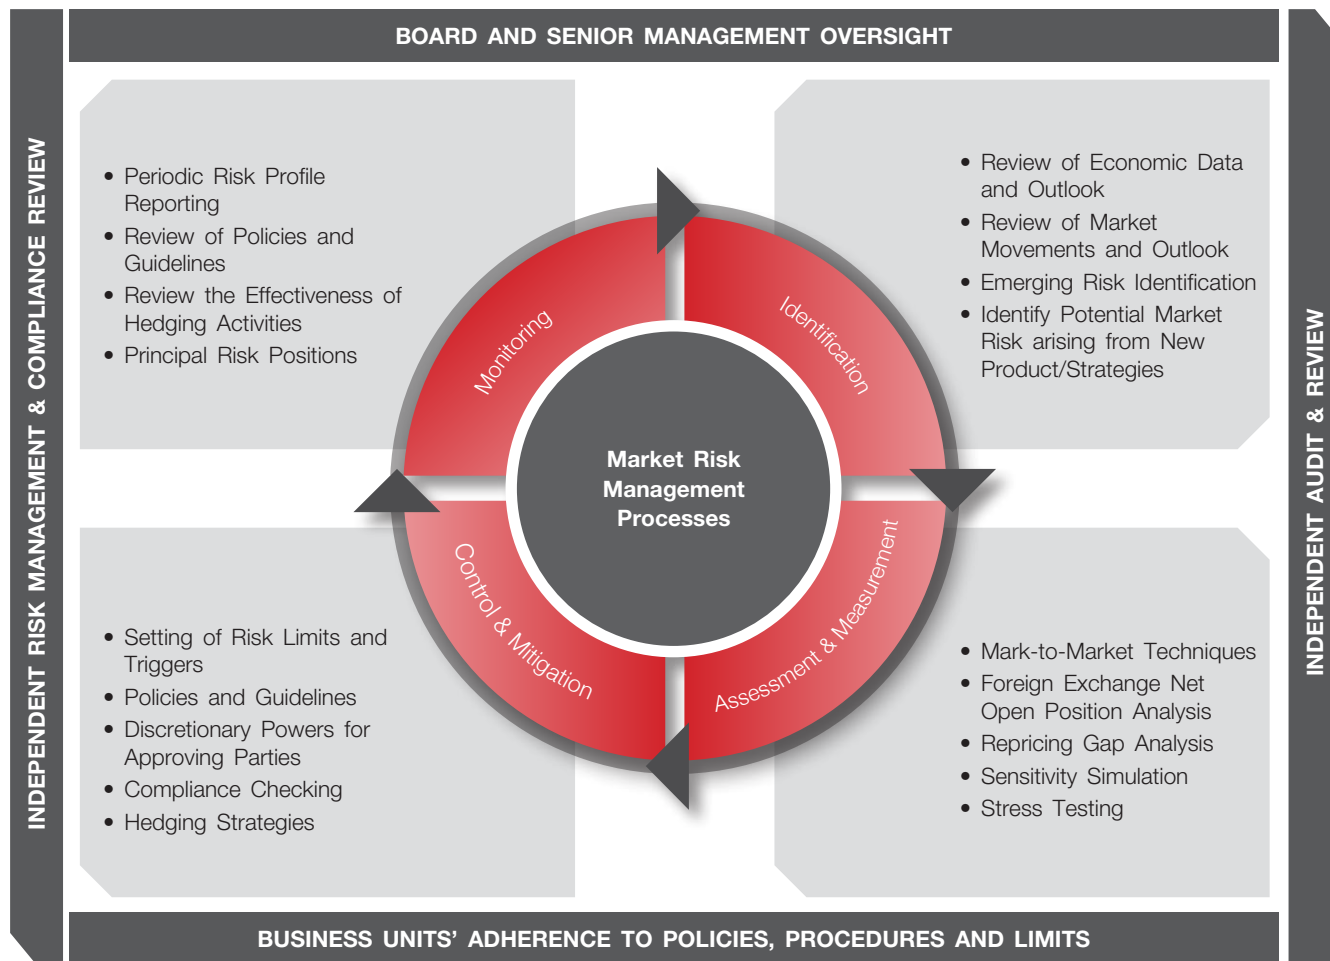 BOARD AND SENIOR MANAGEMENT OVERSIGHT
INDEPENDENT RISK MANAGEMENT & COMPLIANCE REVIEW
• Periodic Risk Profile
Reporting
• Review of Policies and
Guidelines
• Review the Effectiveness of
Hedging Activities
• Principal Risk Positions
• Review of Economic Data
and Outlook
• Review of Market
Movements and Outlook
• Emerging Risk Identification
• Identify Potential Market
Risk arising from New
Product/Strategies
Monitoring
Identification
Market Risk
Management
Processes
Control & Mitigation
Assessment & Measurement
• Setting of Risk Limits and
Triggers
• Policies and Guidelines
• Discretionary Powers for
Approving Parties
• Compliance Checking
• Hedging Strategies
• Mark-to-Market Techniques
• Foreign Exchange Net
Open Position Analysis
• Repricing Gap Analysis
• Sensitivity Simulation
• Stress Testing
INDEPENDENT AUDIT & REVIEW
BUSINESS UNITS’ ADHERENCE TO POLICIES, PROCEDURES AND LIMITS